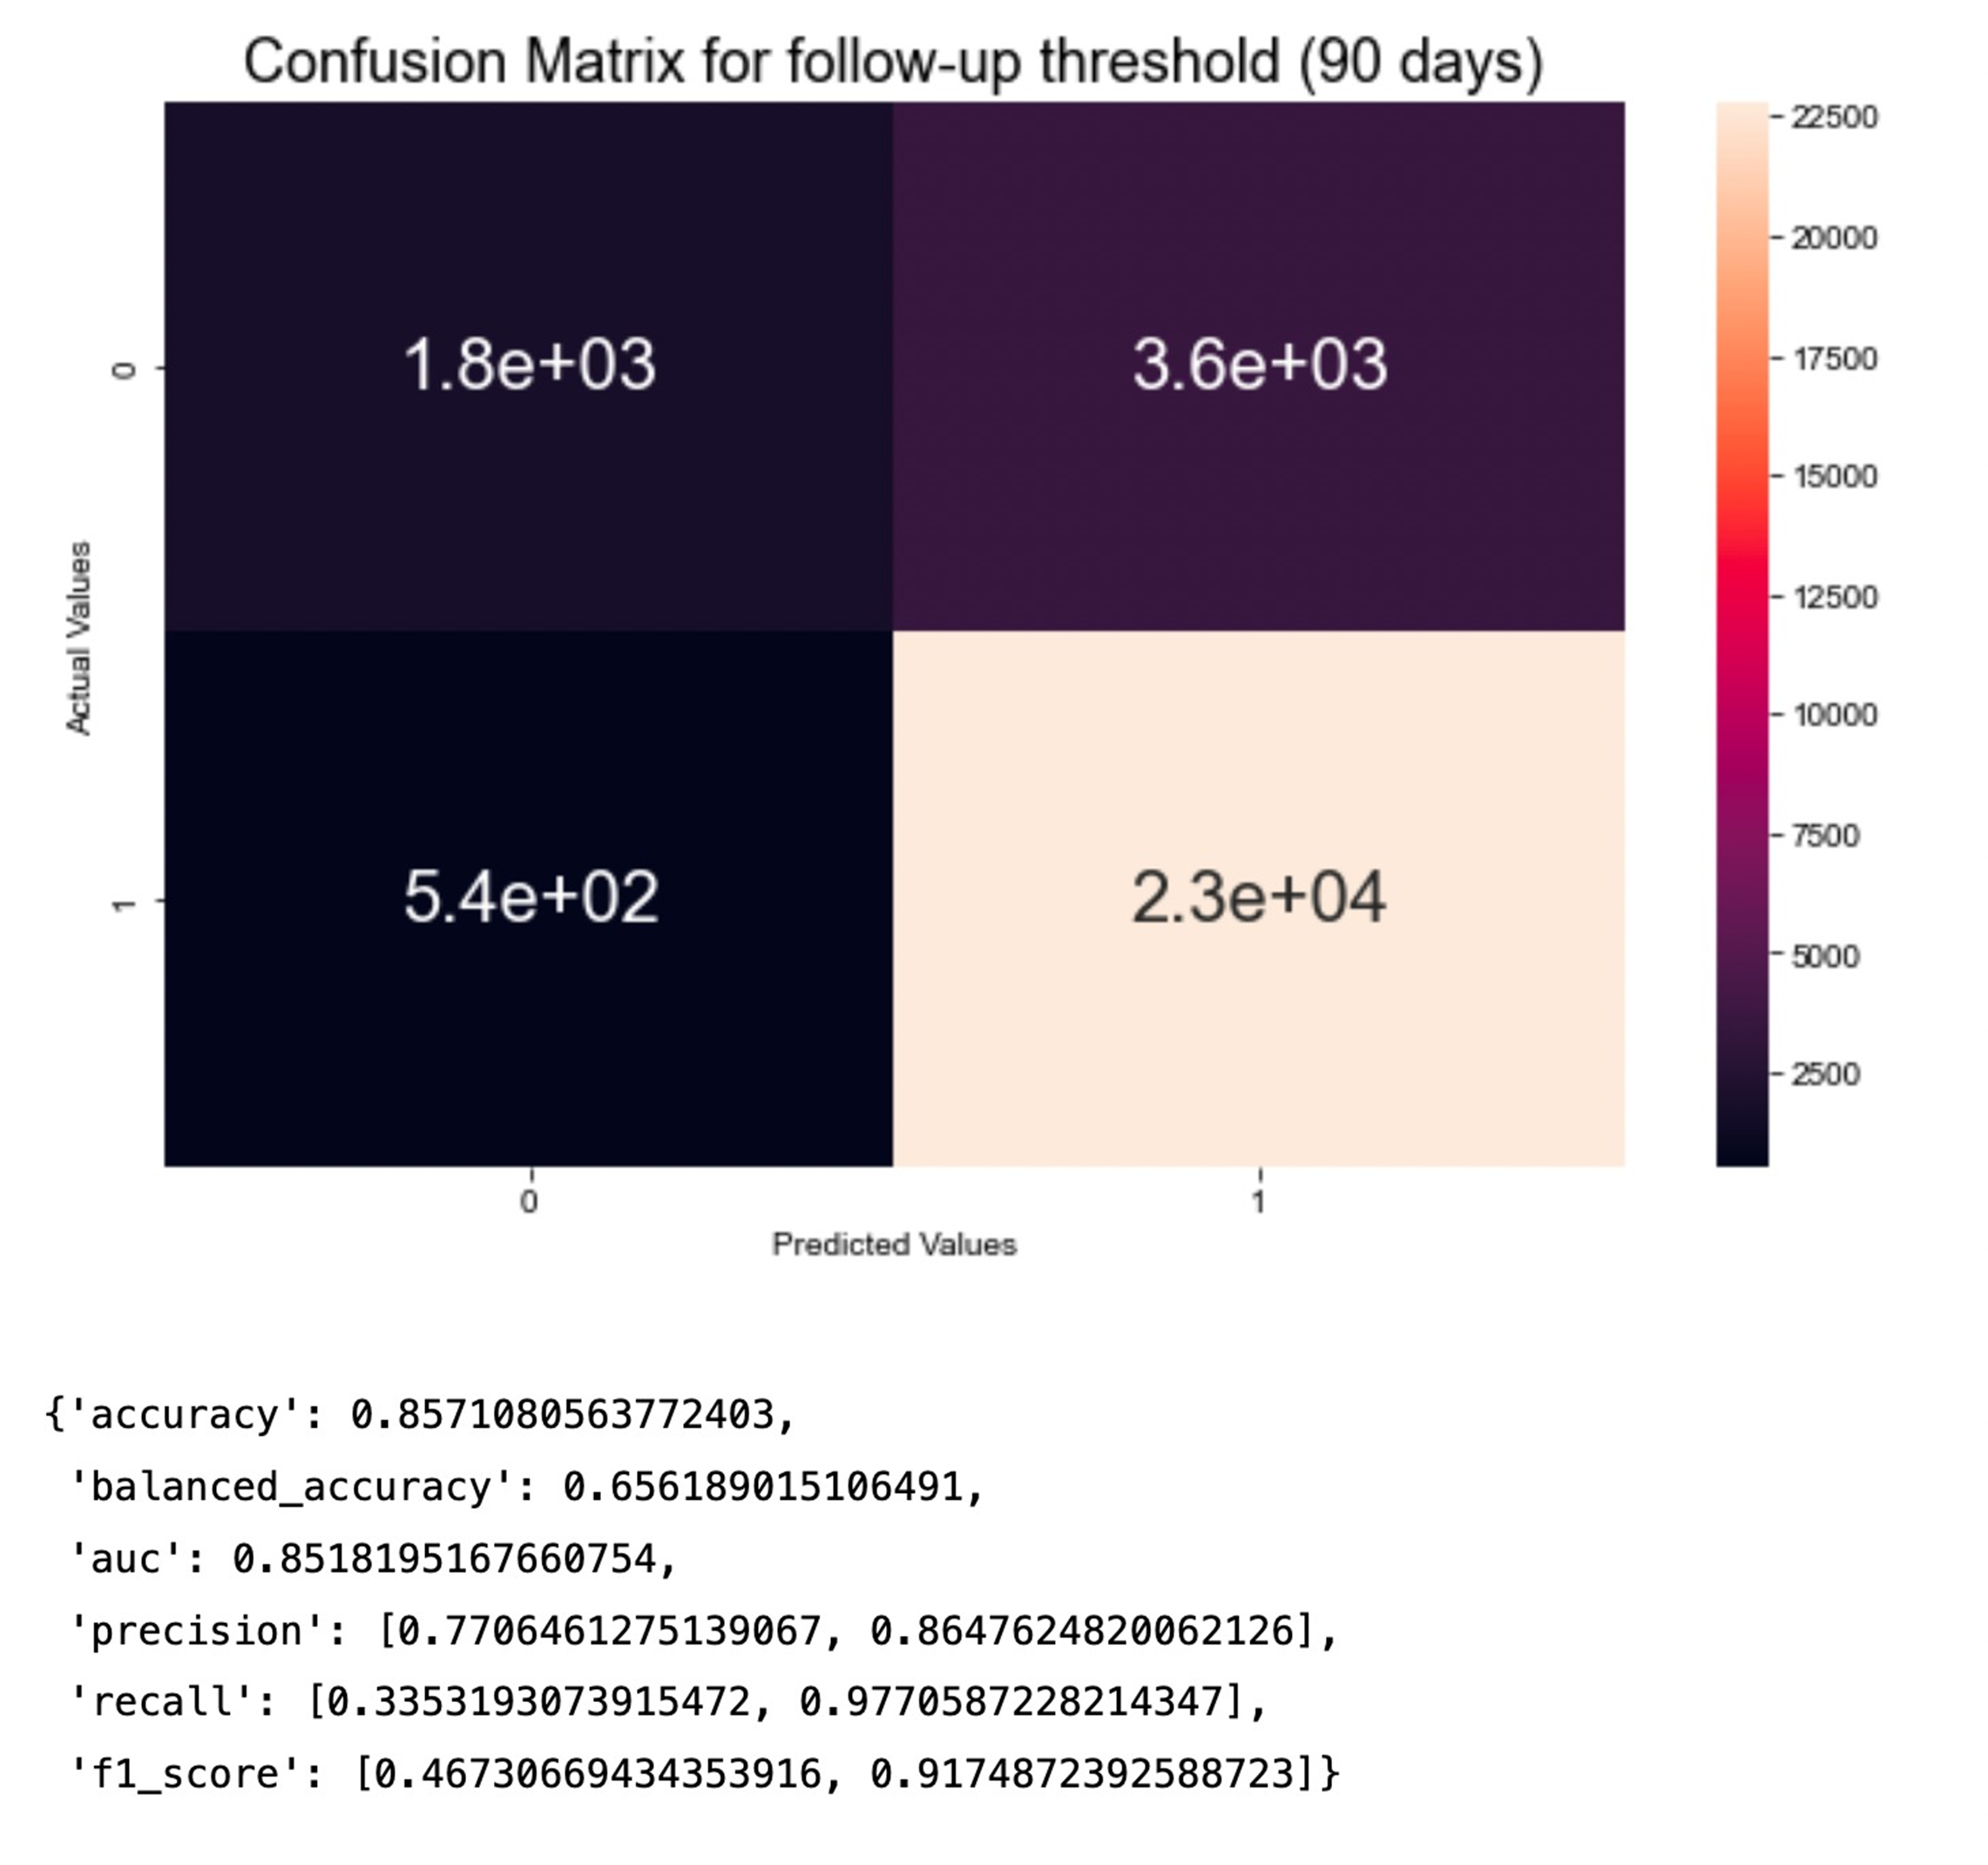 Confusion Matrix for follow-up threshold (90 days)
22500
20000
17500
15000
12500
10000
7500
5000
2500
Actual Values
0
1.8e+03
3.6e+03
1
5.4e+02
2.3e+04
0
1
Predicted Values
{'accuracy': 0.8571080563772403,
'balanced_accuracy': 0.656189015106491,
'auc': 0.8518195167660754,
'precision': [0.7706461275139067, 0.8647624820062126],
'recall': [0.3353193073915472, 0.9770587228214347],
'f1_score': [0.46730669434353916, 0.9174872392588723]}